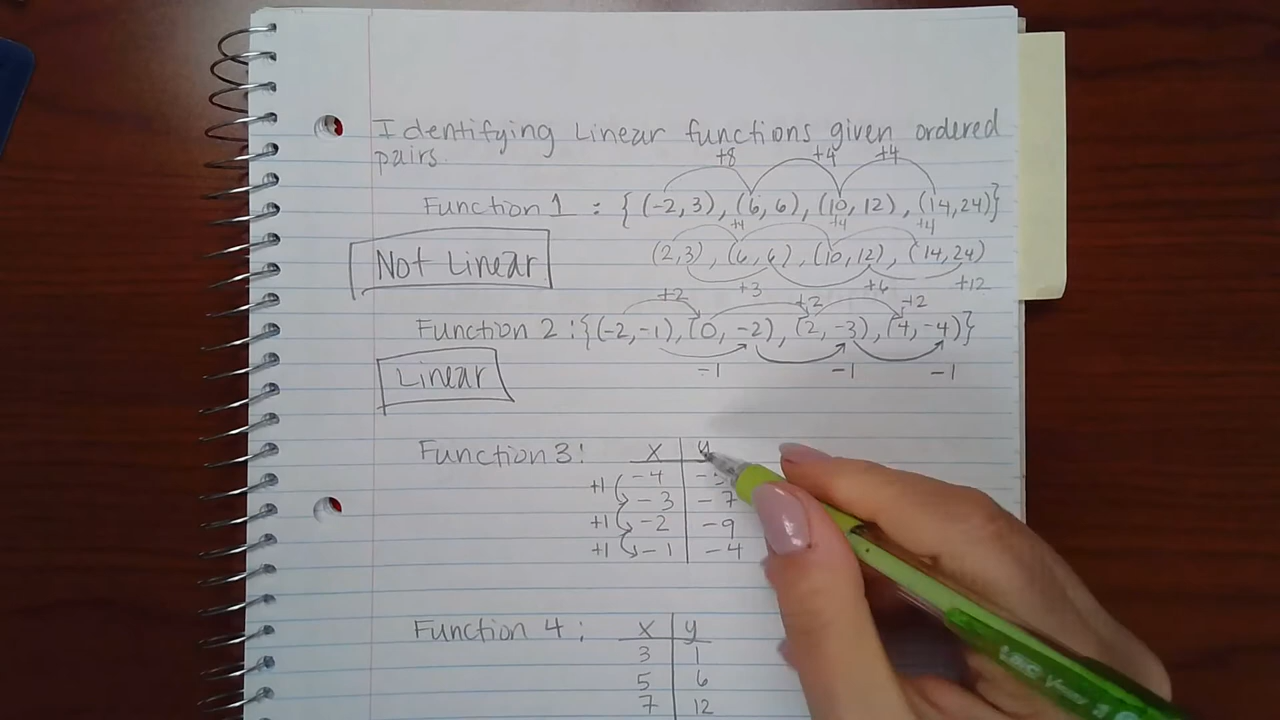 Identifying Linear functions given ordered
pairs.
+8 +4 +4
Function 1 : {(-2,3), (6,6), (10,12), (14,24)}
+4 +4 +4
Not Linear (2,3), (6,6), (10,12), (14,24)
+3 +6 +12
+2 +2 +2
Function 2 : {(-2,-1), (0,-2), (2,-3), (4,-4)}
Linear -1 -1 -1
Function 3 : x y
-4
+1 -3 -7
+1 -2 -9
+1 -1 -4
Function 4 : x y
3 1
5 6
7 12
BIC